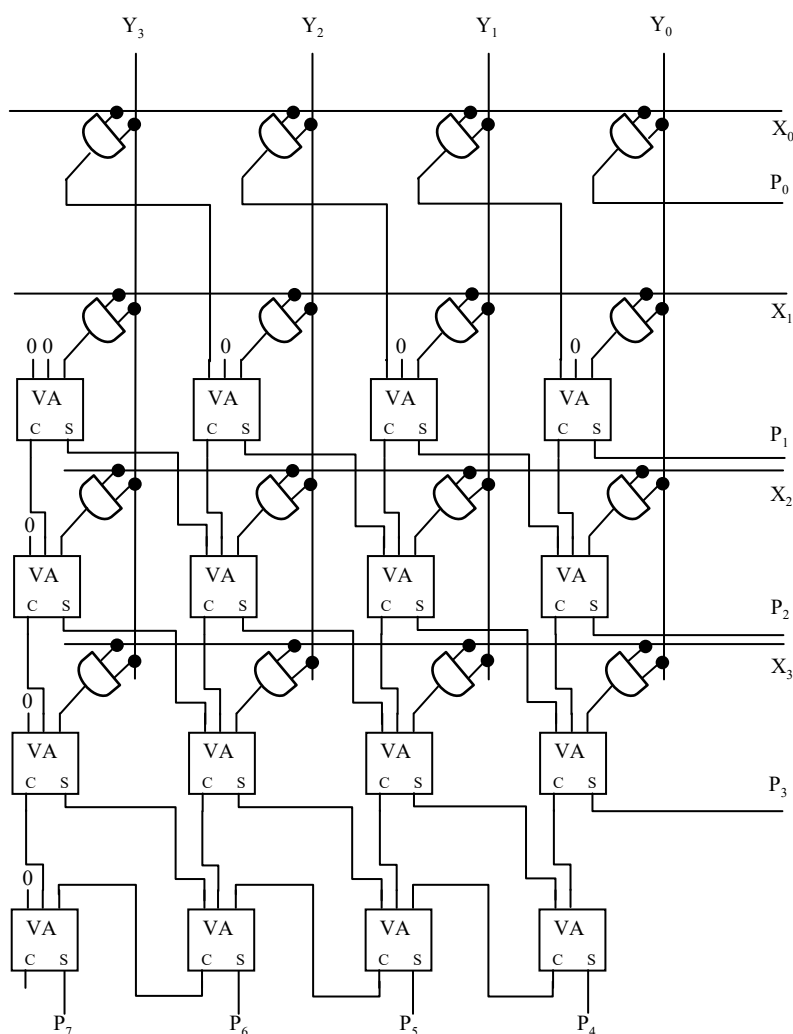 Y₃ Y₂ Y₁ Y₀
X₀
P₀
X₁
0 0 0 0 0
VA VA VA VA
C S C S C S C S
P₁
X₂
0
VA VA VA VA
C S C S C S C S
P₂
X₃
0
VA VA VA VA
C S C S C S C S
P₃
0
VA VA VA VA
C S C S C S C S
P₇ P₆ P₅ P₄